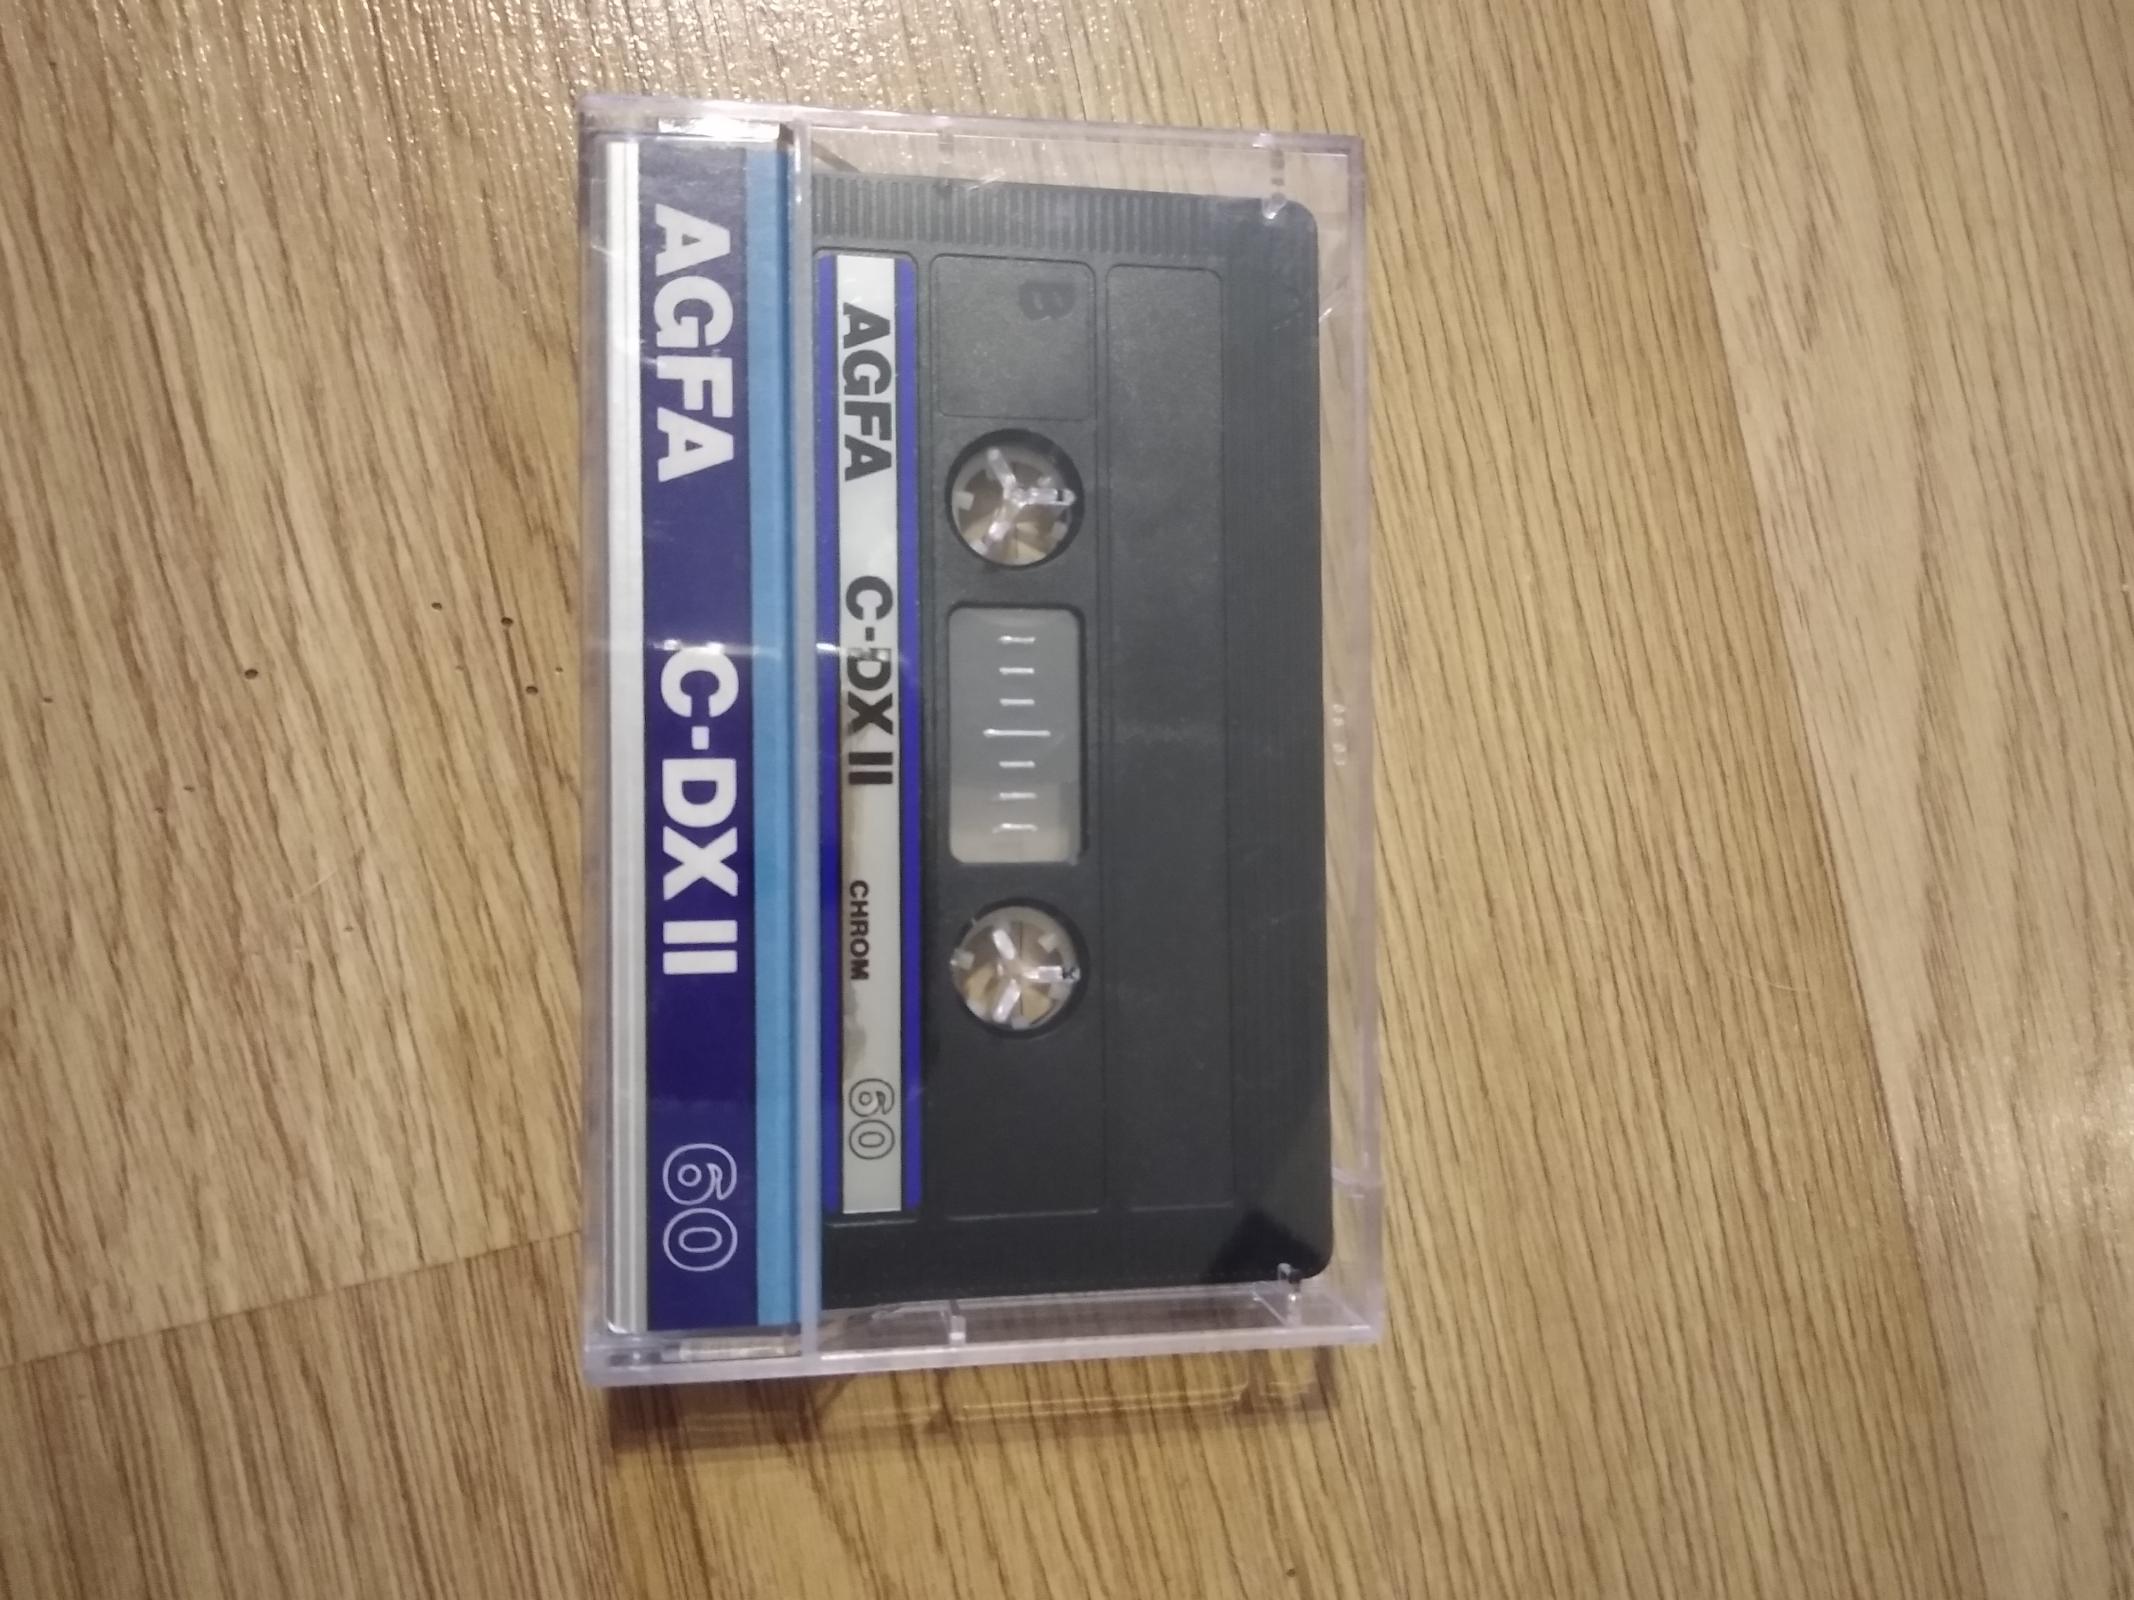 AGFA C-DX II 60
AGFA C-DX II CHROM 60
B